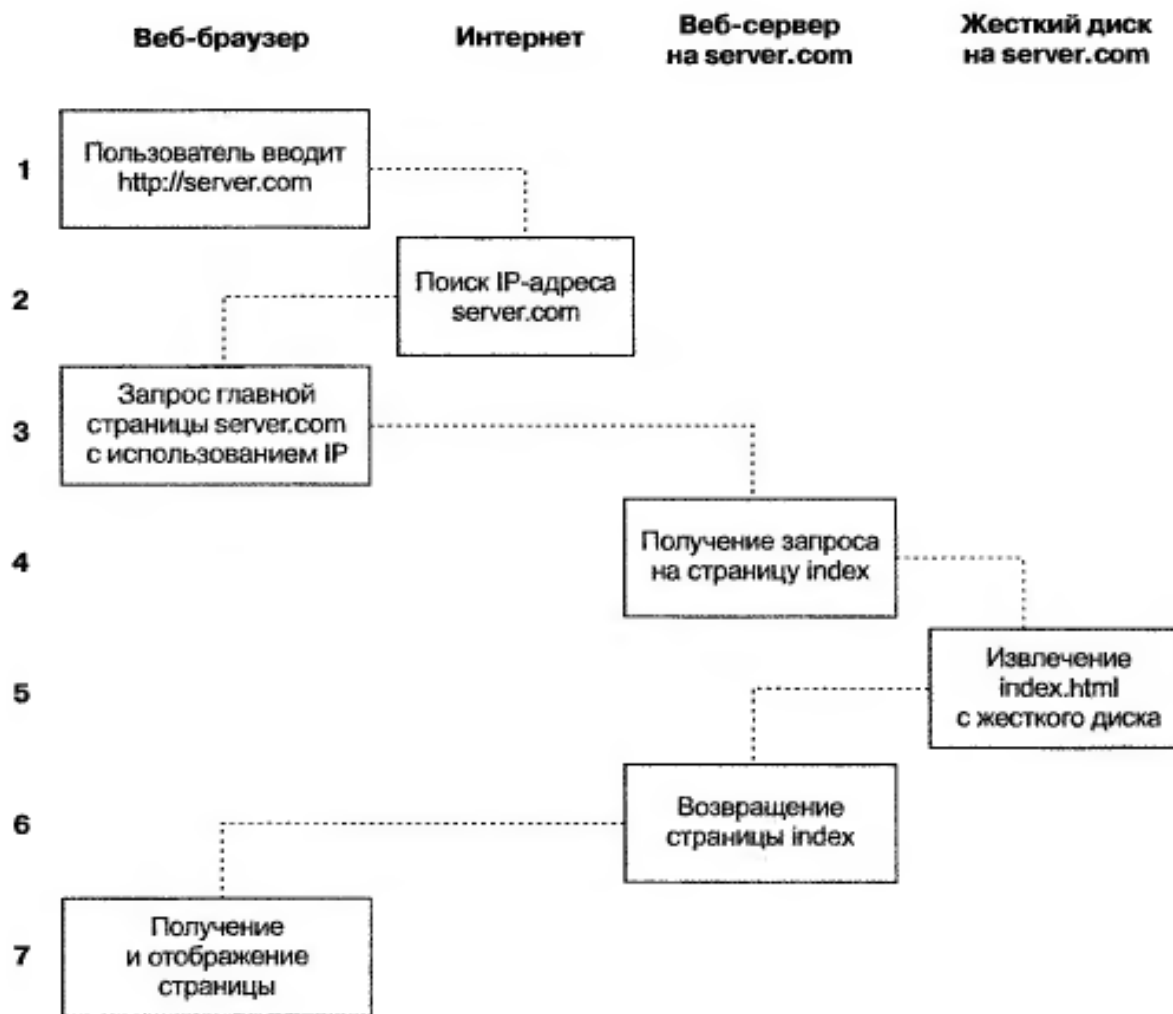 Веб-браузер
Интернет
Веб-сервер
на server.com
Жесткий диск
на server.com
1
Пользователь вводит
http://server.com
2
Поиск IP-адреса
server.com
3
Запрос главной
страницы server.com
с использованием IP
4
Получение запроса
на страницу index
5
Извлечение
index.html
с жесткого диска
6
Возвращение
страницы index
7
Получение
и отображение
страницы